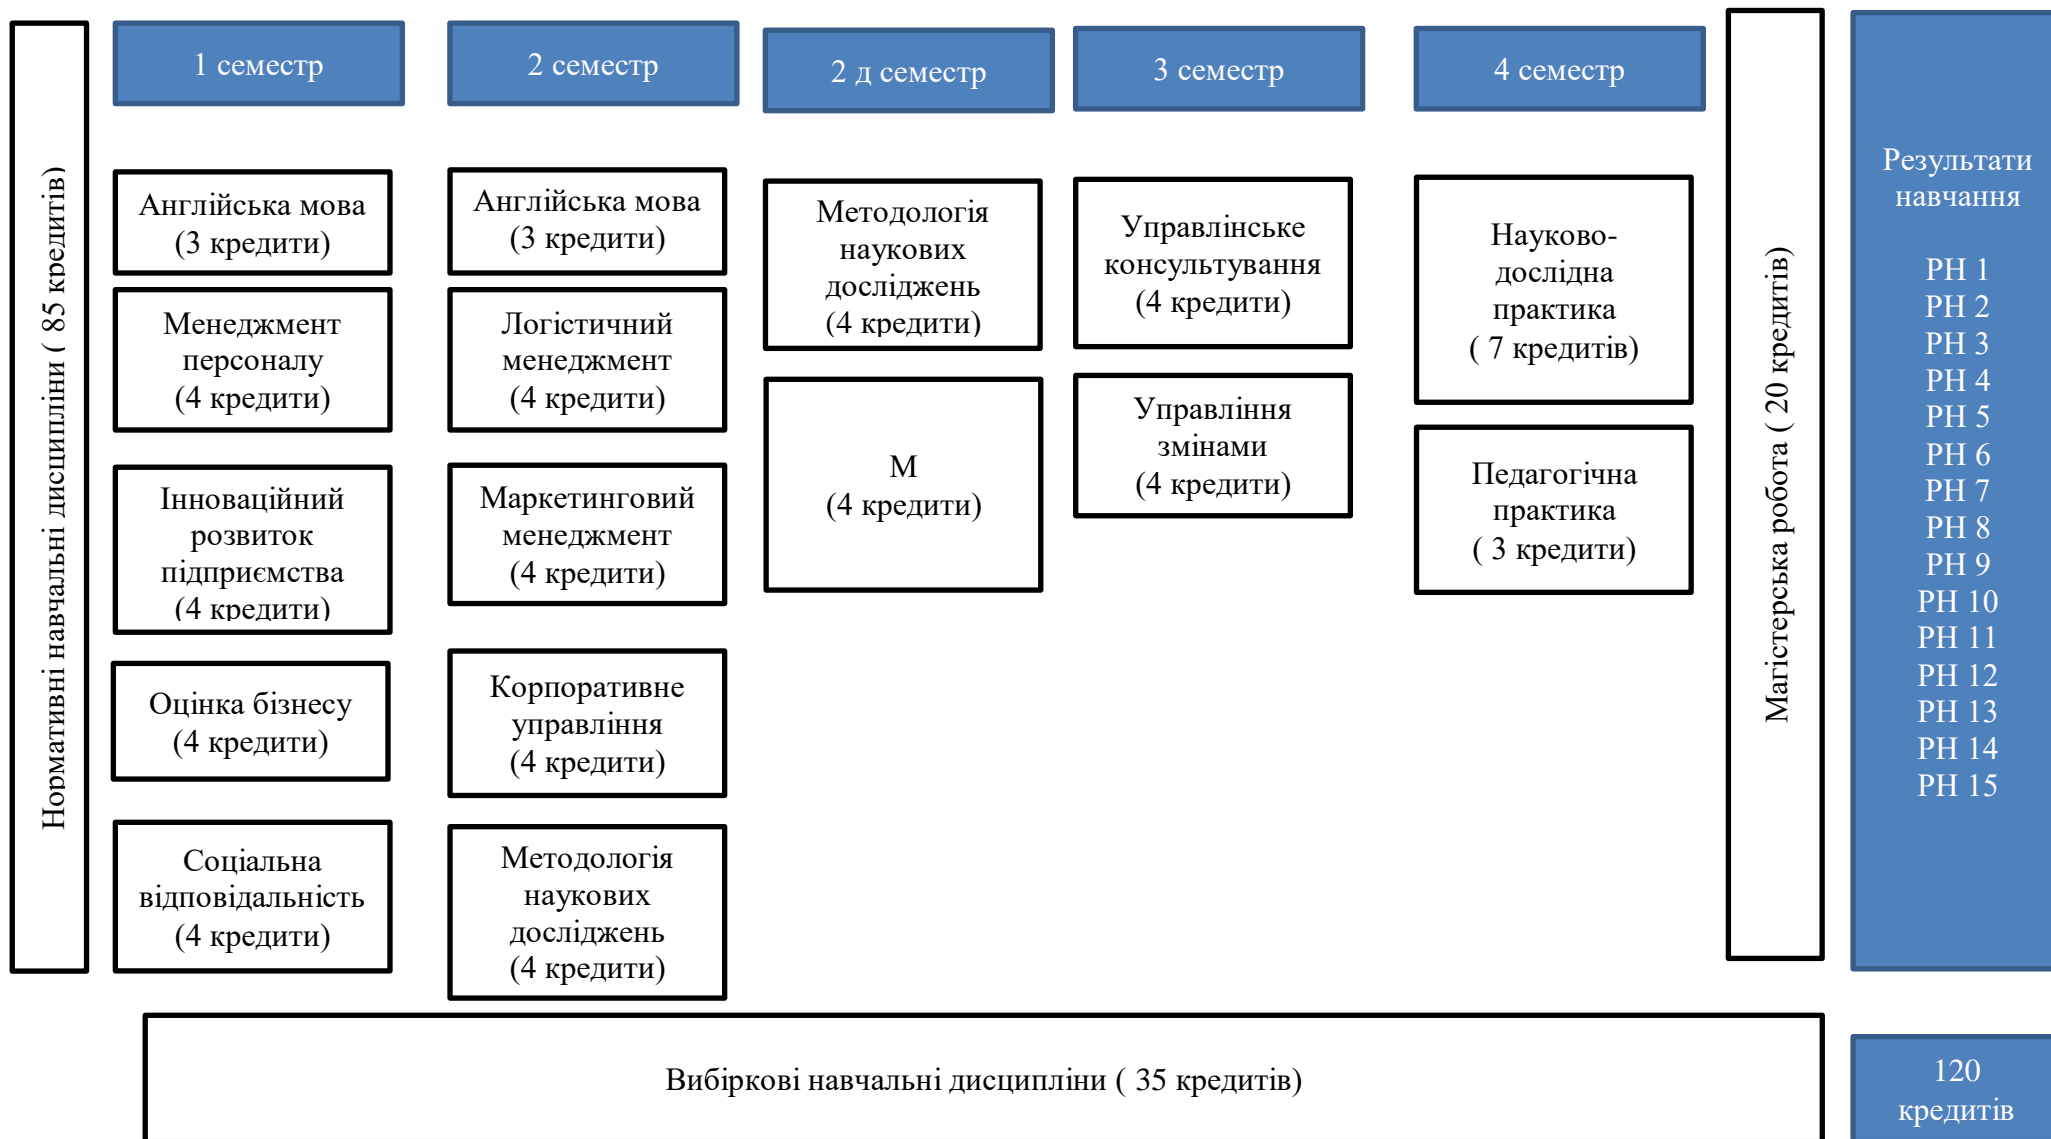 Нормативні навчальні дисципліни ( 85 кредитів)
1 семестр
Англійська мова
(3 кредити)
Менеджмент
персоналу
(4 кредити)
Інноваційний
розвиток
підприємства
(4 кредити)
Оцінка бізнесу
(4 кредити)
Соціальна
відповідальність
(4 кредити)
2 семестр
Англійська мова
(3 кредити)
Логістичний
менеджмент
(4 кредити)
Маркетинговий
менеджмент
(4 кредити)
Корпоративне
управління
(4 кредити)
Методологія
наукових
досліджень
(4 кредити)
2 д семестр
Методологія
наукових
досліджень
(4 кредити)
М
(4 кредити)
3 семестр
Управлінське
консультування
(4 кредити)
Управління
змінами
(4 кредити)
4 семестр
Науково-
дослідна
практика
( 7 кредитів)
Педагогічна
практика
( 3 кредити)
Магістерська робота ( 20 кредитів)
Результати
навчання
РН 1
РН 2
РН 3
РН 4
РН 5
РН 6
РН 7
РН 8
РН 9
РН 10
РН 11
РН 12
РН 13
РН 14
РН 15
Вибіркові навчальні дисципліни ( 35 кредитів)
120
кредитів